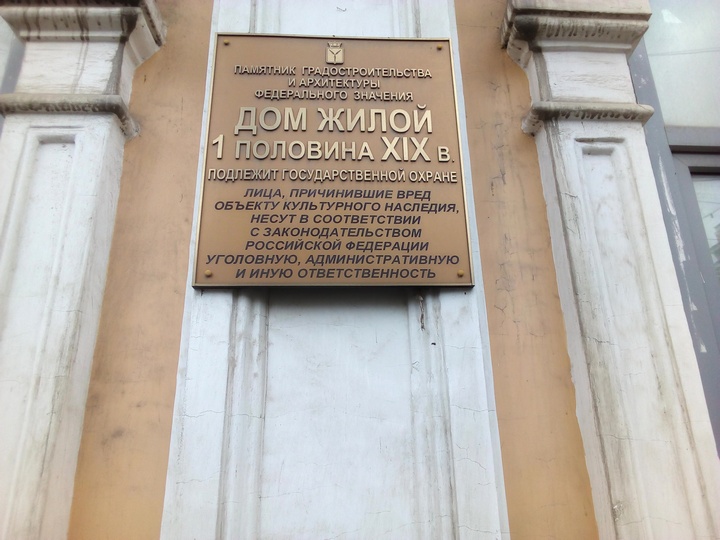 ПАМЯТНИК ГРАДОСТРОИТЕЛЬСТВА
И АРХИТЕКТУРЫ
ФЕДЕРАЛЬНОГО ЗНАЧЕНИЯ
ДОМ ЖИЛОЙ
1 ПОЛОВИНА XIX В.
ПОДЛЕЖИТ ГОСУДАРСТВЕННОЙ ОХРАНЕ
ЛИЦА, ПРИЧИНИВШИЕ ВРЕД
ОБЪЕКТУ КУЛЬТУРНОГО НАСЛЕДИЯ,
НЕСУТ В СООТВЕТСТВИИ
С ЗАКОНОДАТЕЛЬСТВОМ
РОССИЙСКОЙ ФЕДЕРАЦИИ
УГОЛОВНУЮ, АДМИНИСТРАТИВНУЮ
И ИНУЮ ОТВЕТСТВЕННОСТЬ